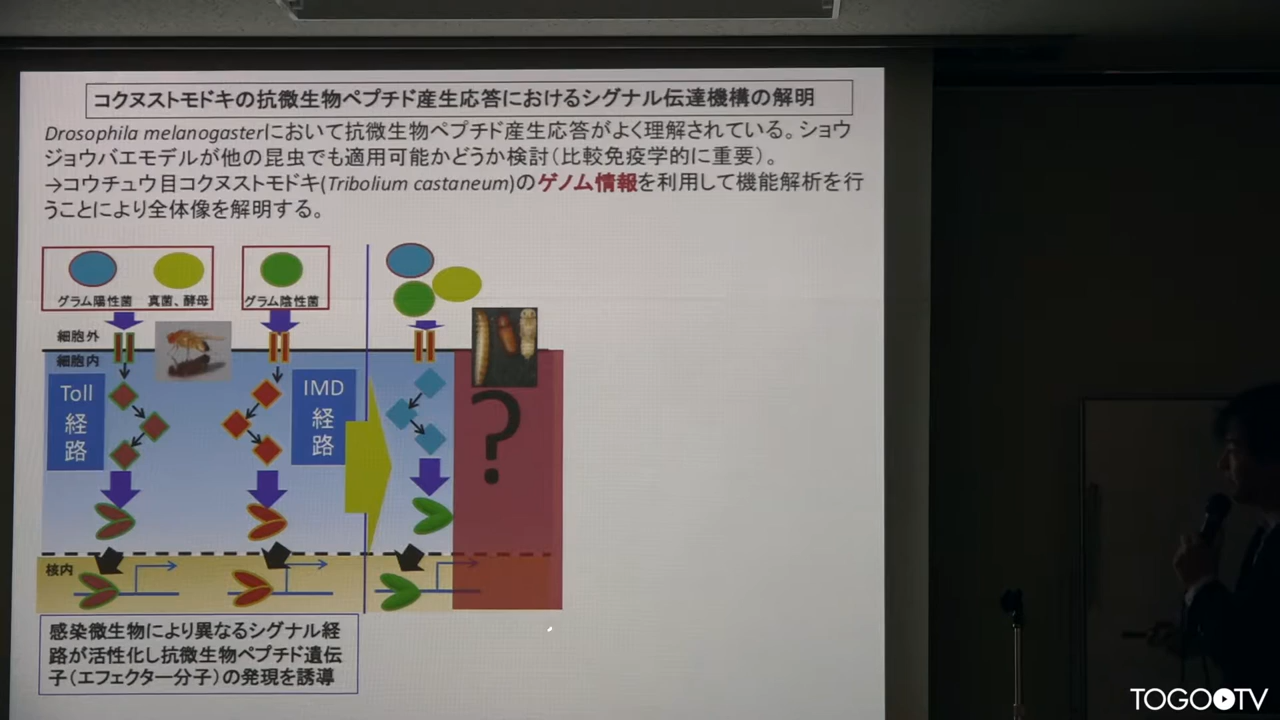 コクヌストモドキの抗微生物ペプチド産生応答におけるシグナル伝達機構の解明
Drosophila melanogasterにおいて抗微生物ペプチド産生応答がよく理解されている。ショウ
ジョウバエモデルが他の昆虫でも適用可能かどうか検討(比較免疫学的に重要)。
→コウチュウ目コクヌストモドキ(Tribolium castaneum)のゲノム情報を利用して機能解析を行
うことにより全体像を解明する。
グラム陽性菌
真菌、酵母
グラム陰性菌
細胞外
細胞内
Toll
経
路
IMD
経
路
?
核内
感染微生物により異なるシグナル経
路が活性化し抗微生物ペプチド遺伝
子(エフェクター分子)の発現を誘導
TOGO TV